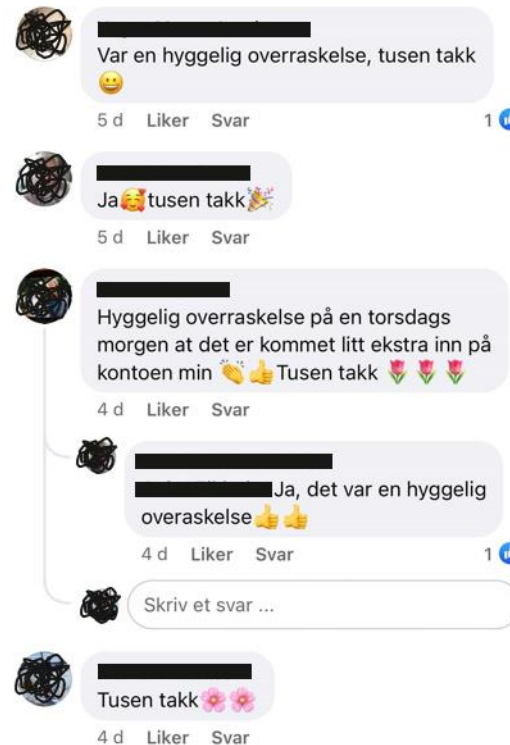 Var en hyggelig overraskelse, tusen takk
😀
5 d Liker Svar 1
Ja🥰tusen takk🎉
5 d Liker Svar
Hyggelig overraskelse på en torsdags
morgen at det er kommet litt ekstra inn på
kontoen min 👏👍Tusen takk 🌷🌷🌷
4 d Liker Svar
Ja, det var en hyggelig
overaskelse👍👍
4 d Liker Svar 1
Skriv et svar ...
Tusen takk🌸🌸
4 d Liker Svar